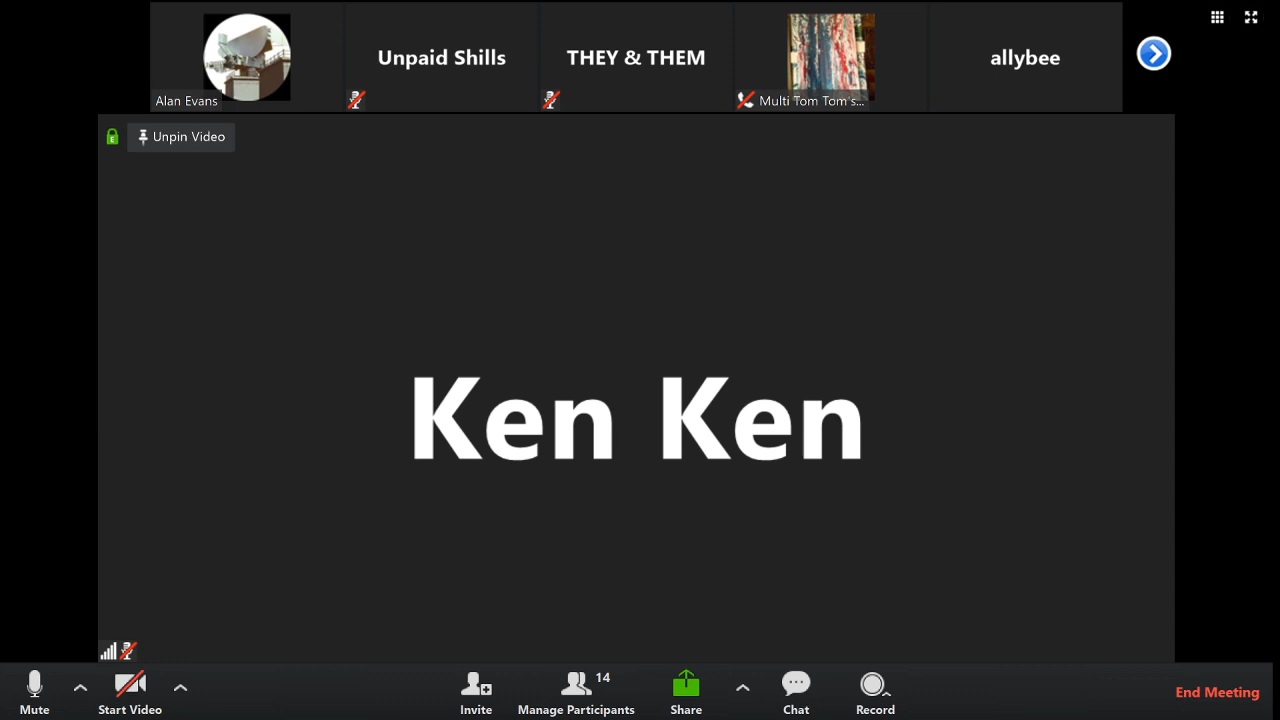 Alan Evans
Unpaid Shills
THEY & THEM
Multi Tom Tom's...
allybee
E
Unpin Video
Ken Ken
Mute
Start Video
Invite
14
Manage Participants
Share
Chat
Record
End Meeting